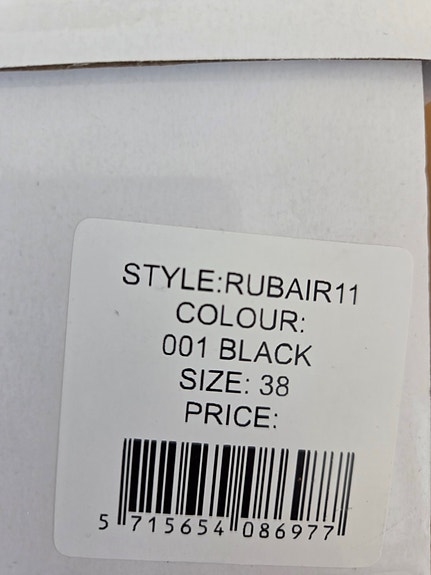 STYLE:RUBAIR11
COLOUR:
001 BLACK
SIZE: 38
PRICE:
5 715654 086977